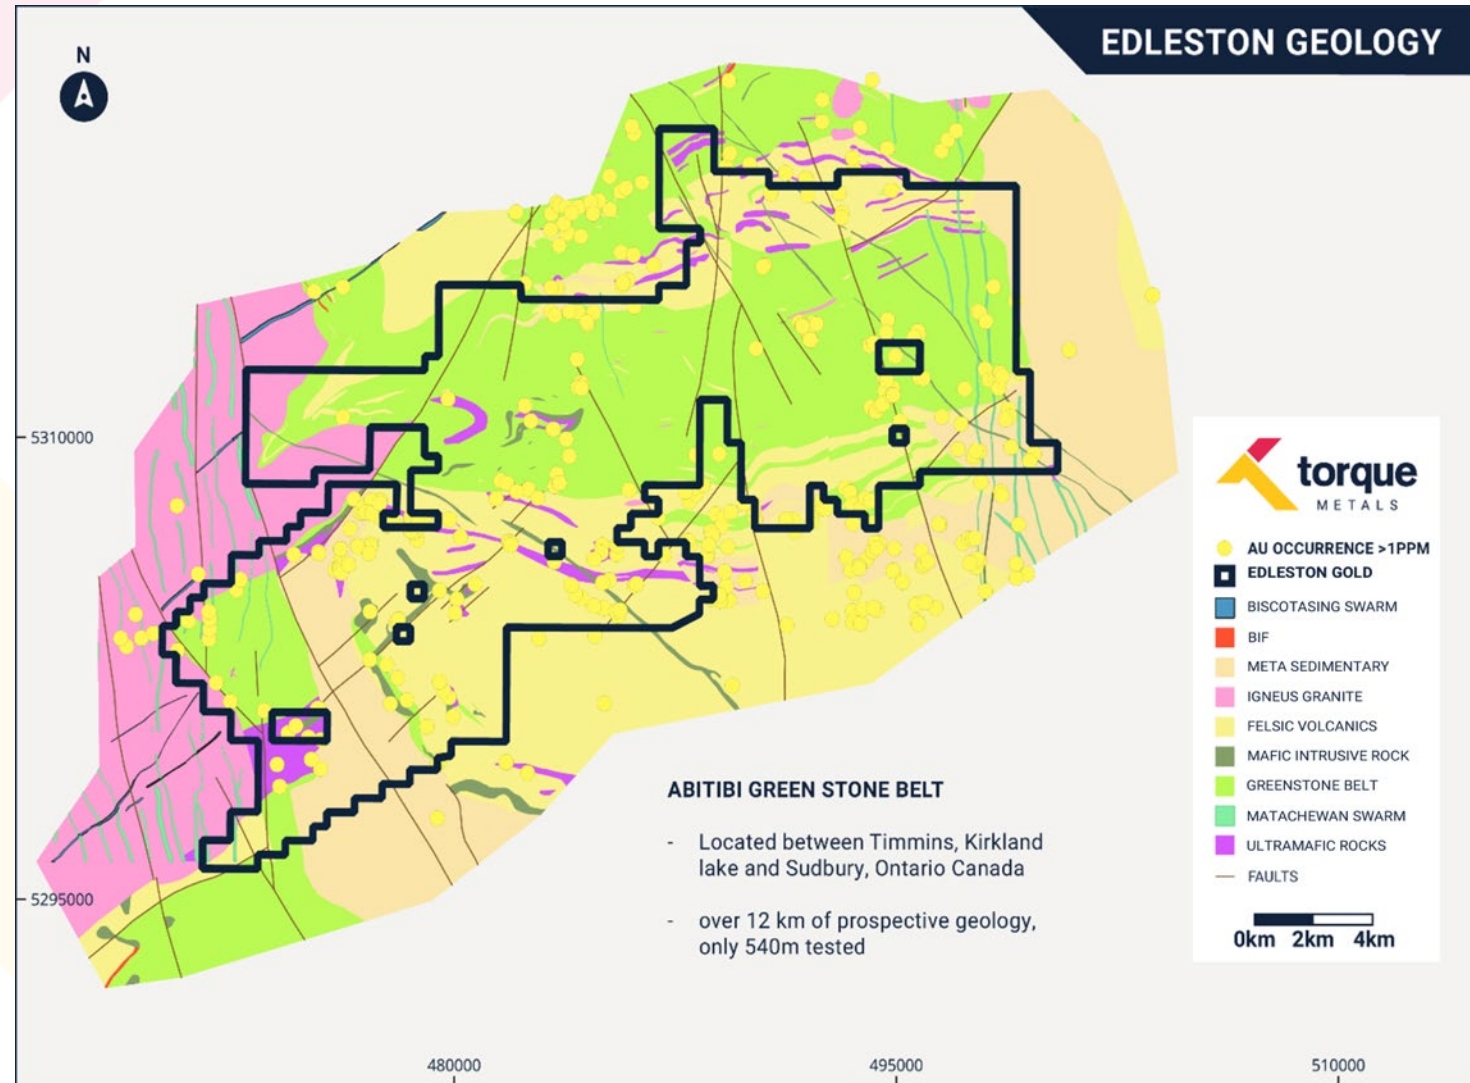 EDLESTON GEOLOGY
N
5310000
5295000
torque
METALS
AU OCCURRENCE >1PPM
EDLESTON GOLD
BISCOTASING SWARM
BIF
META SEDIMENTARY
IGNEUS GRANITE
FELSIC VOLCANICS
MAFIC INTRUSIVE ROCK
GREENSTONE BELT
MATACHEWAN SWARM
ULTRAMAFIC ROCKS
FAULTS
0km 2km 4km
ABITIBI GREEN STONE BELT
- Located between Timmins, Kirkland
lake and Sudbury, Ontario Canada
- over 12 km of prospective geology,
only 540m tested
480000
495000
510000